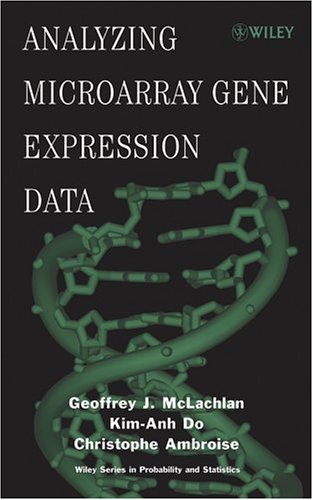 ANALYZING
WILEY
MICROARRAY GENE
EXPRESSION
DATA
Geoffrey J. McLachlan
Kim-Anh Do
Christophe Ambroise
Wiley Series in Probability and Statistics